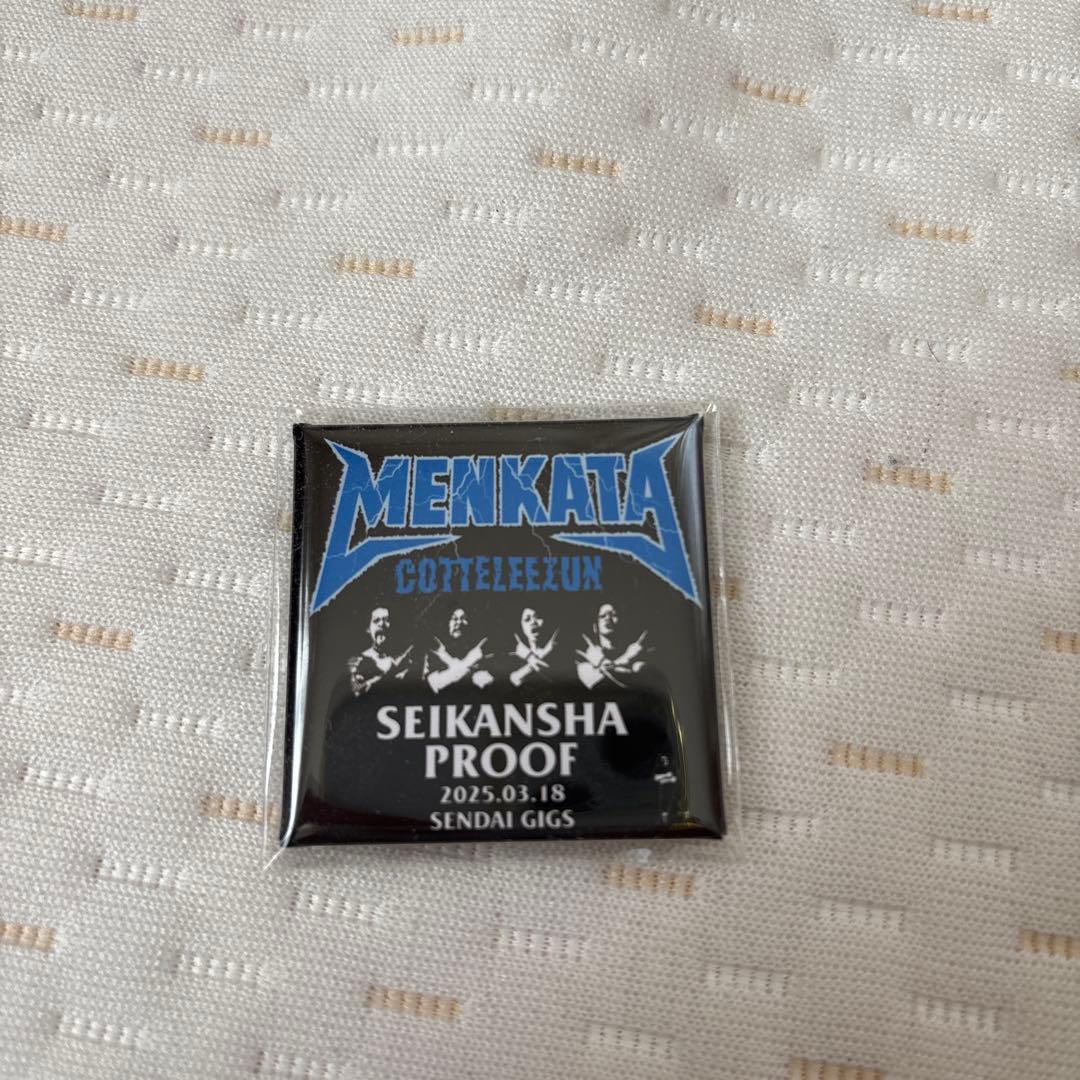 MENKATA
COTTELEEZUN
SEIKANSHA
PROOF
2025.03.18
SENDAI GIGS